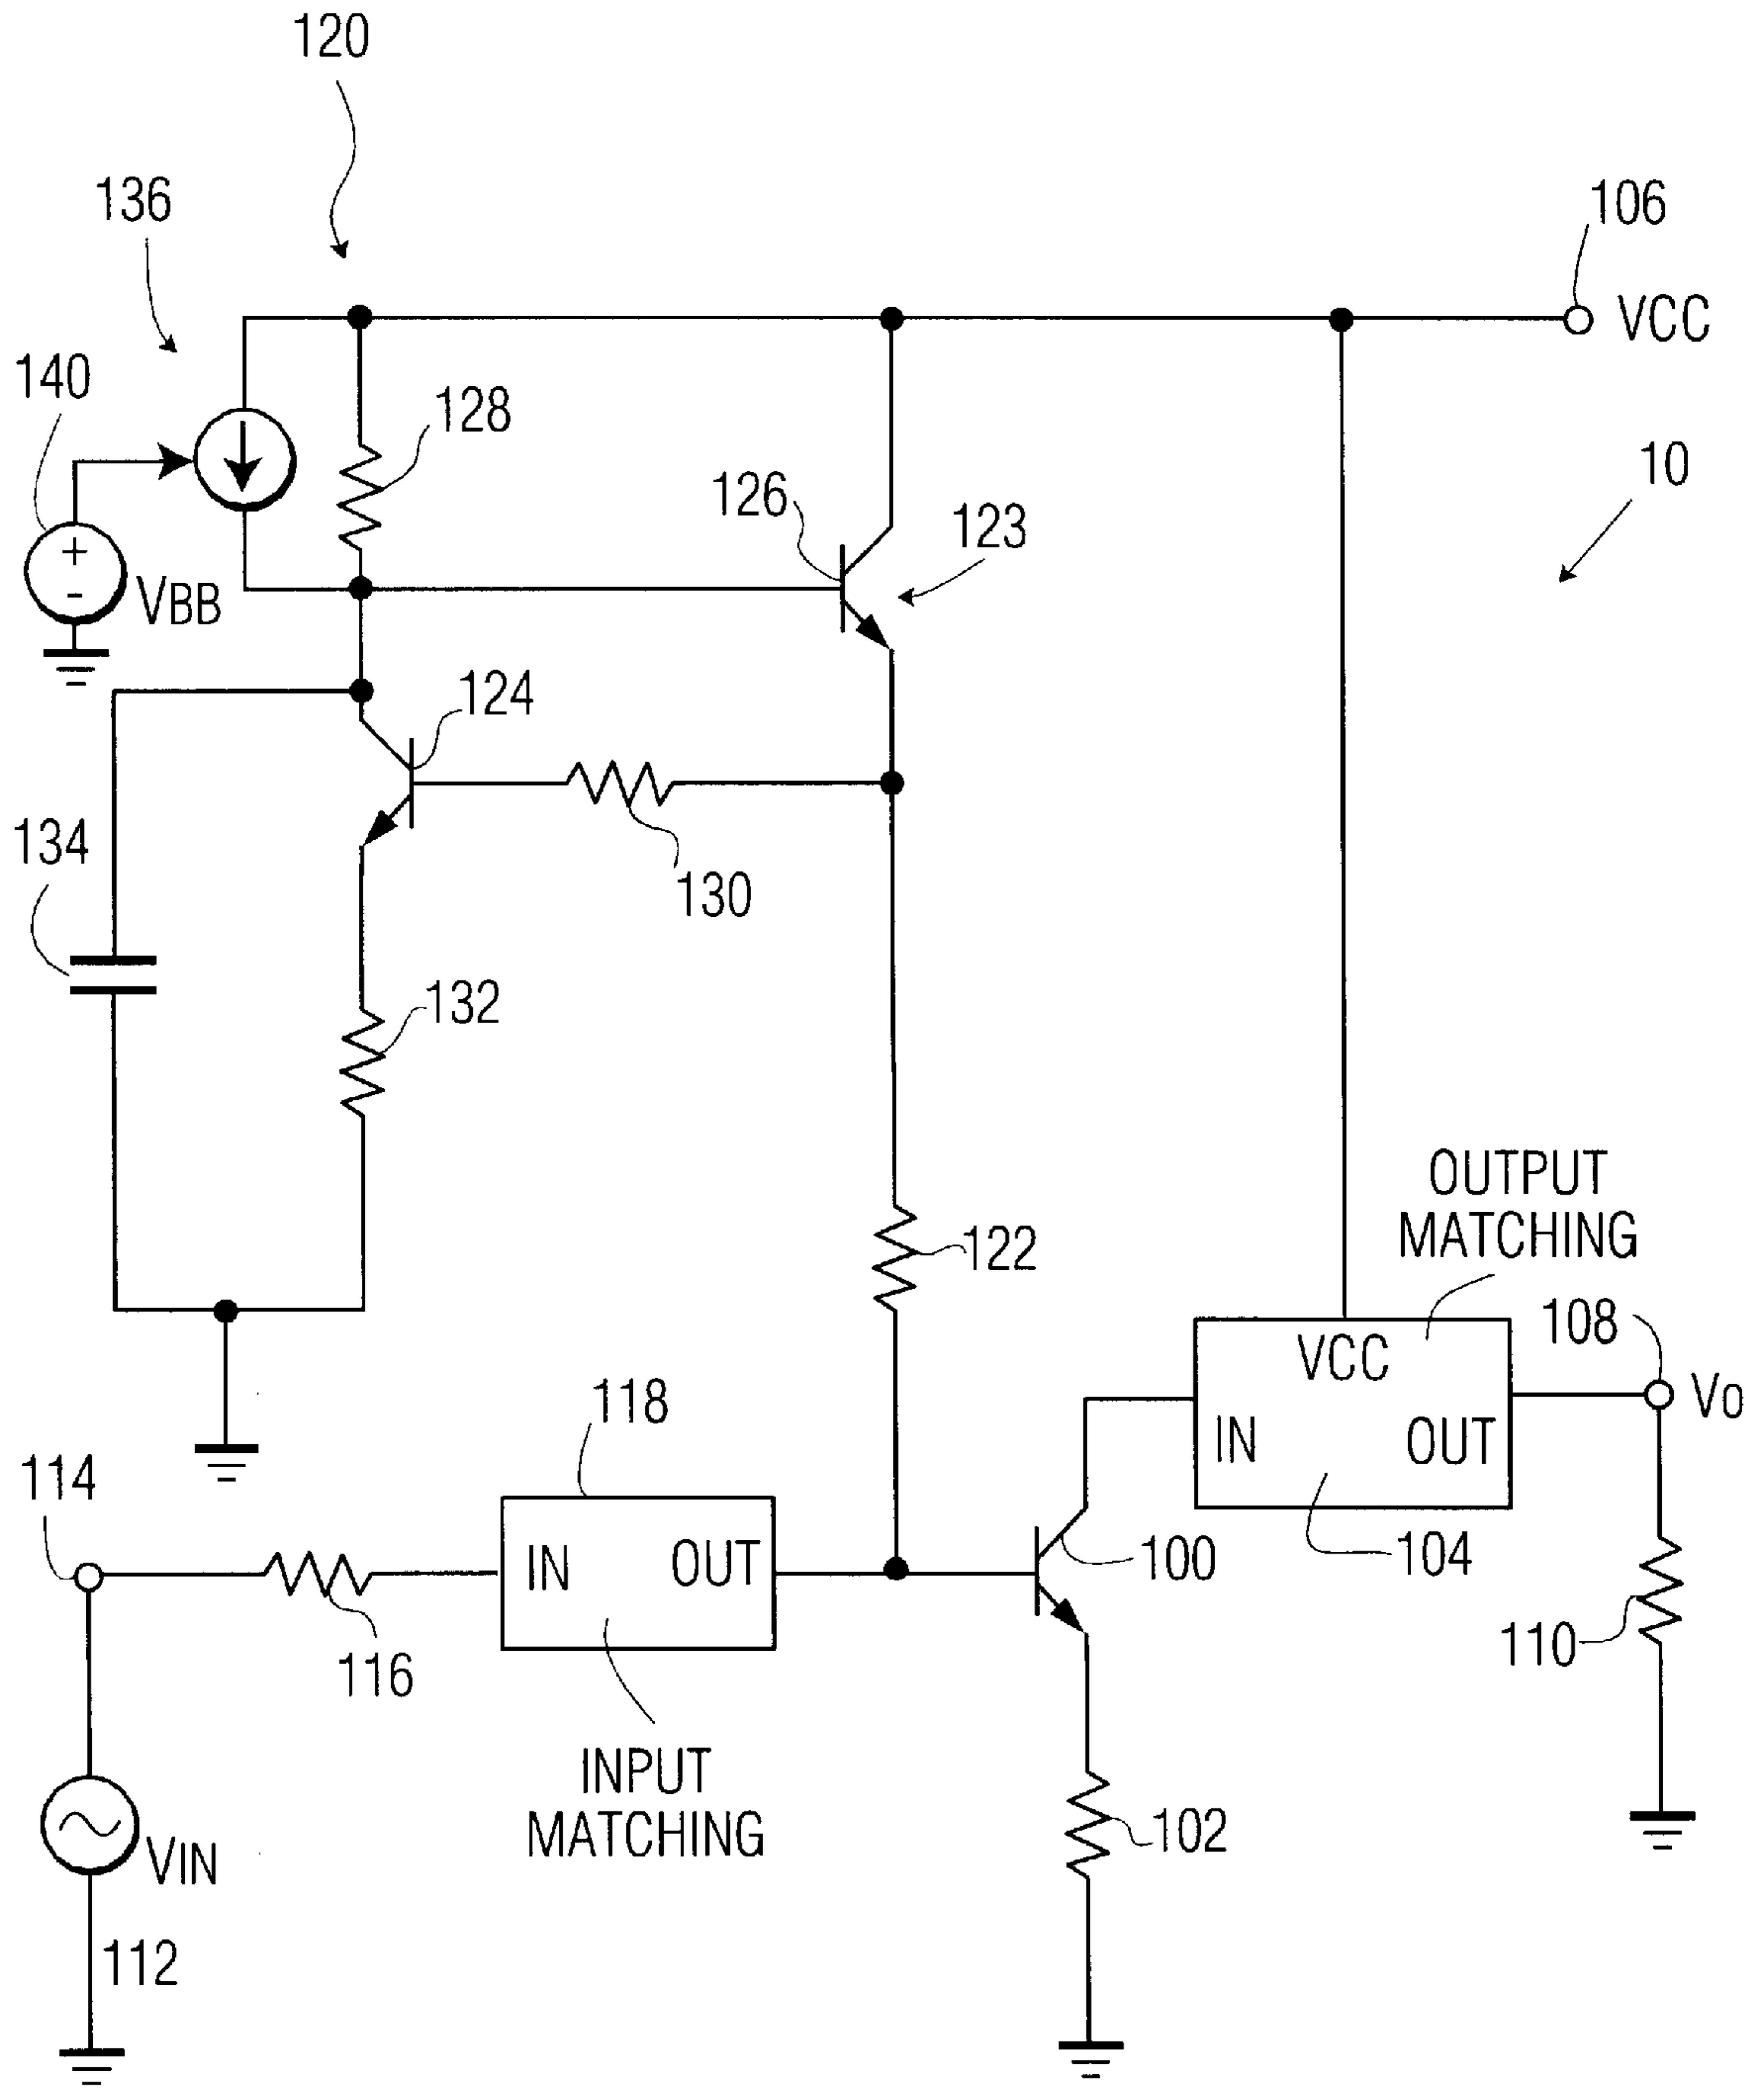 120
136
106
VCC
140
128
10
126
123
+
-
VBB
124
134
130
132
122
OUTPUT
MATCHING
108
VCC
Vo
118
IN
OUT
114
IN
OUT
100
104
116
110
INPUT
MATCHING
102
VIN
112